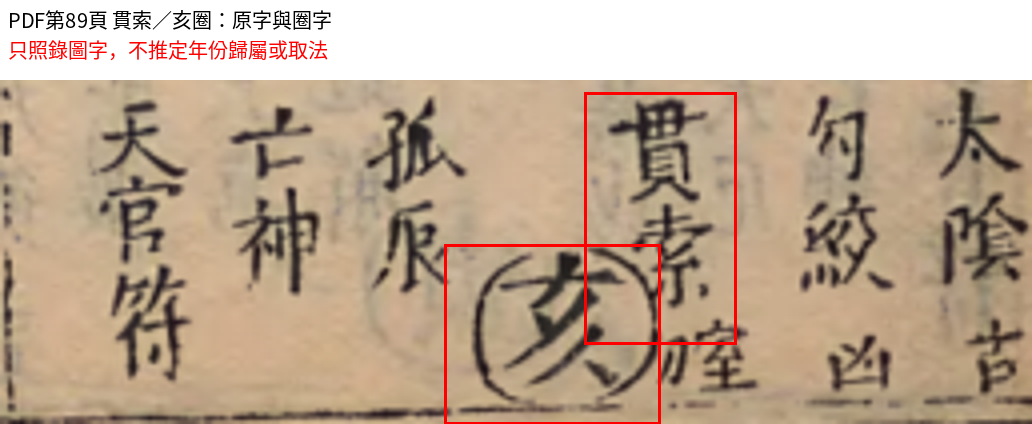 PDF第89頁 貫索／亥圈：原字與圈字
只照錄圖字，不推定年份歸屬或取法
太陰 吉
勾絞 凶
貫索
亥
孤辰
亡神
天官符